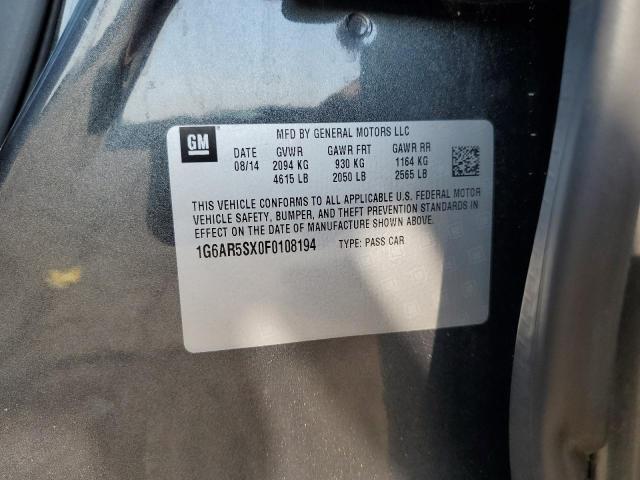 GM
MFD BY GENERAL MOTORS LLC
DATE GVWR GAWR FRT GAWR RR
08/14 2094 KG 930 KG 1164 KG
4615 LB 2050 LB 2565 LB
THIS VEHICLE CONFORMS TO ALL APPLICABLE U.S. FEDERAL MOTOR
VEHICLE SAFETY, BUMPER, AND THEFT PREVENTION STANDARDS IN
EFFECT ON THE DATE OF MANUFACTURE SHOWN ABOVE.
1G6AR5SX0F0108194 TYPE: PASS CAR